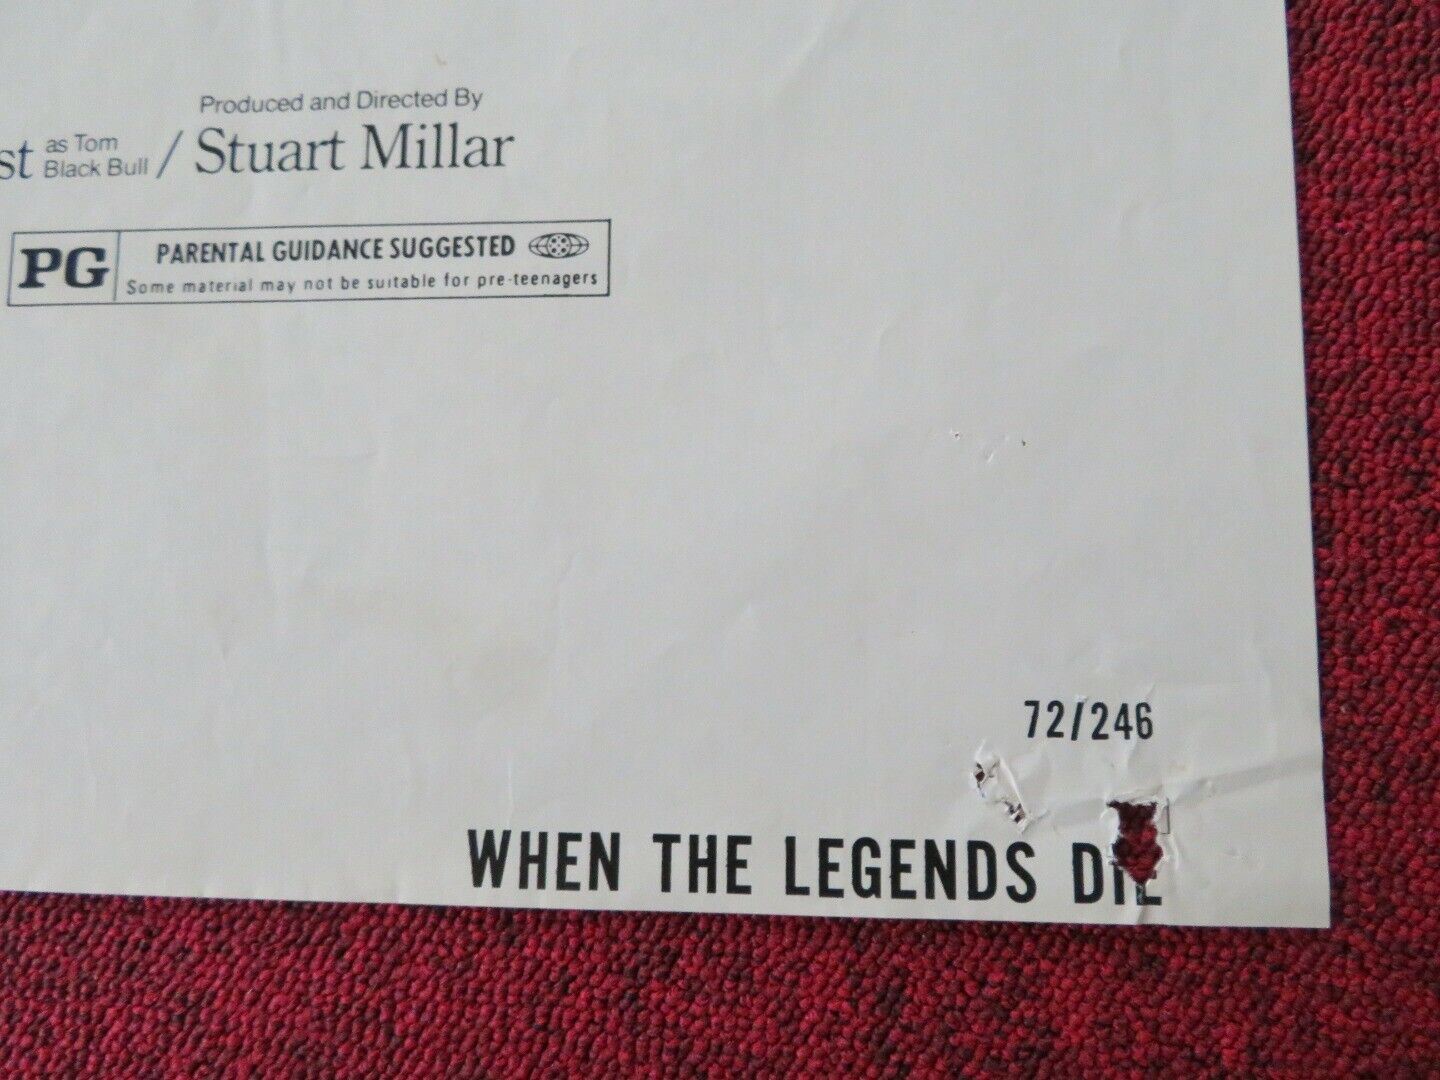 Produced and Directed By
st as Tom Black Bull / Stuart Millar
PG PARENTAL GUIDANCE SUGGESTED
Some material may not be suitable for pre-teenagers
72/246
WHEN THE LEGENDS DIE